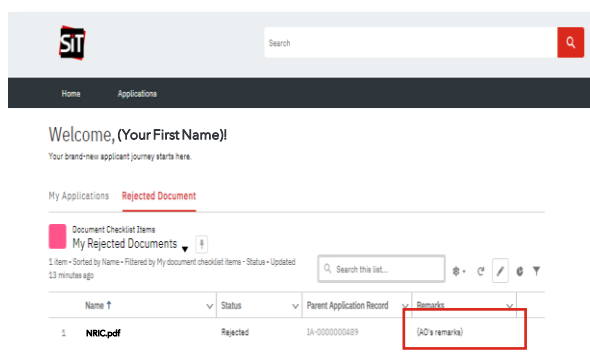 SiT
Search
Home Applications
Welcome, (Your First Name)!
Your brand-new applicant journey starts here.
My Applications Rejected Document
Document Checklist Items
My Rejected Documents
1 item • Sorted by Name • Filtered by My document checklist items - Status • Updated
13 minutes ago
Search this list...
Name ↑ Status Parent Application Record Remarks
1 NRIC.pdf Rejected IA-0000000489 {AO's remarks}